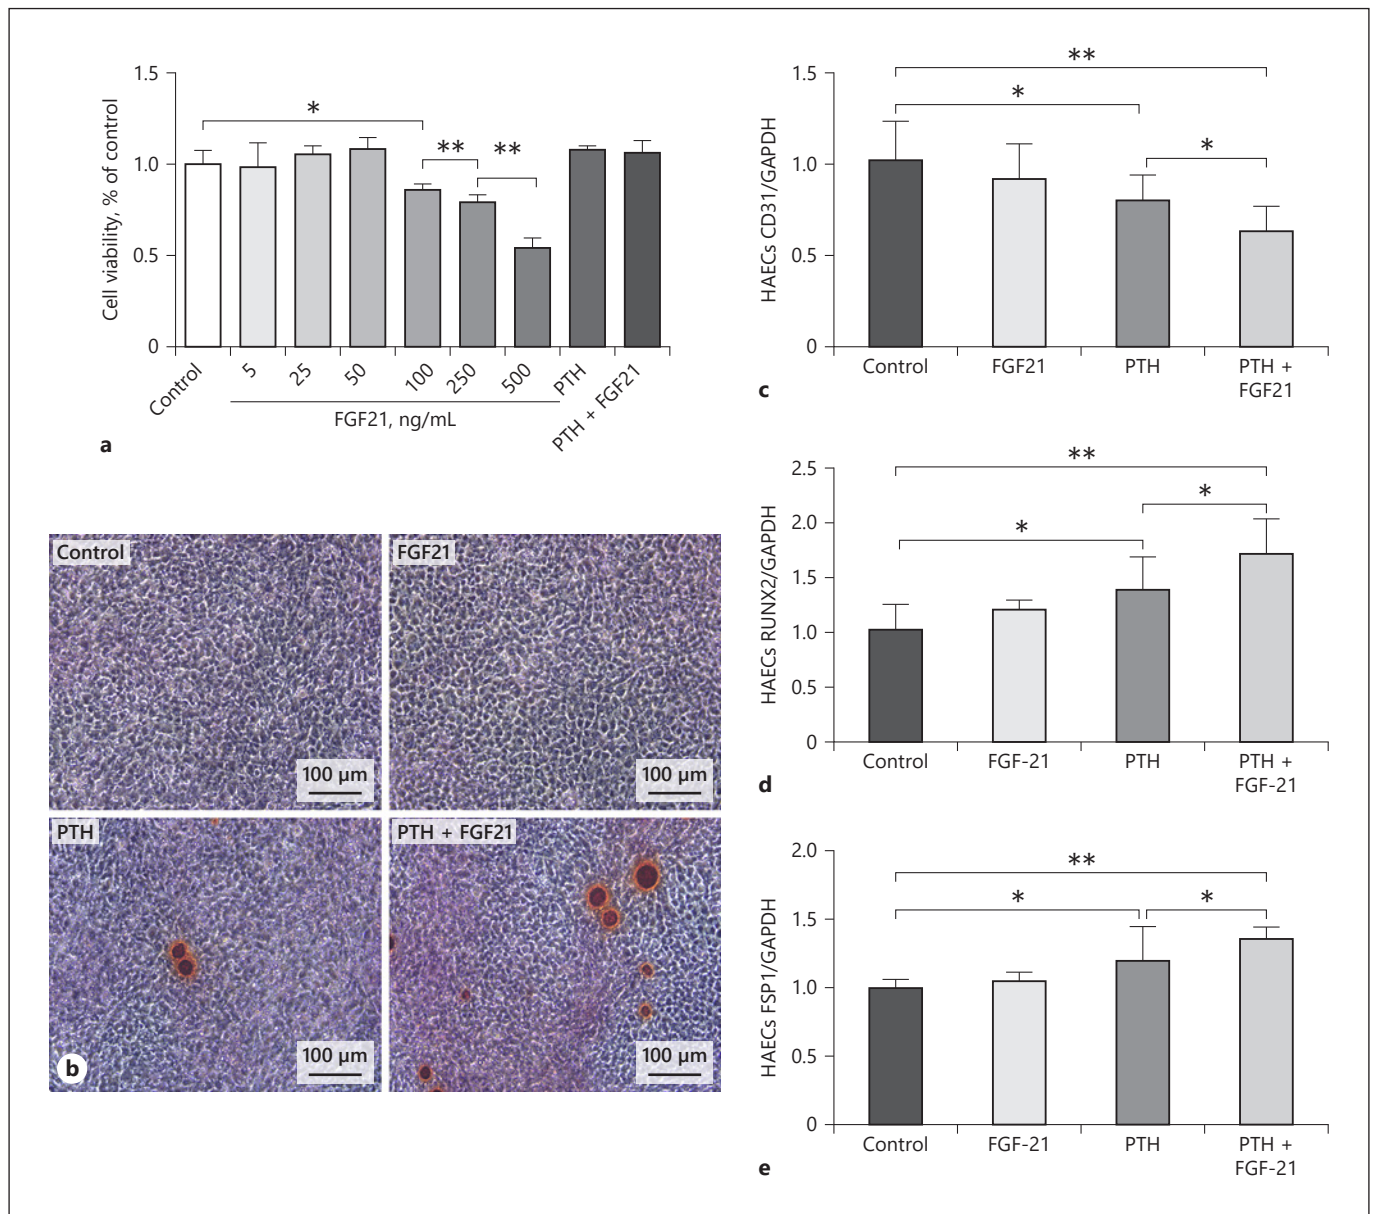 1.5
1.0
0.5
0
Cell viability, % of control
*
**
**
Control
5
25
50
100
250
500
PTH
PTH + FGF21
FGF21, ng/mL
a
Control
100 µm
FGF21
100 µm
PTH
100 µm
PTH + FGF21
100 µm
b
1.5
1.0
0.5
0
HAECs CD31/GAPDH
**
*
*
Control
FGF21
PTH
PTH +
FGF21
c
2.5
2.0
1.5
1.0
0.5
0
HAECs RUNX2/GAPDH
**
*
*
Control
FGF-21
PTH
PTH +
FGF-21
d
2.0
1.5
1.0
0.5
0
HAECs FSP1/GAPDH
**
*
*
Control
FGF-21
PTH
PTH +
FGF-21
e